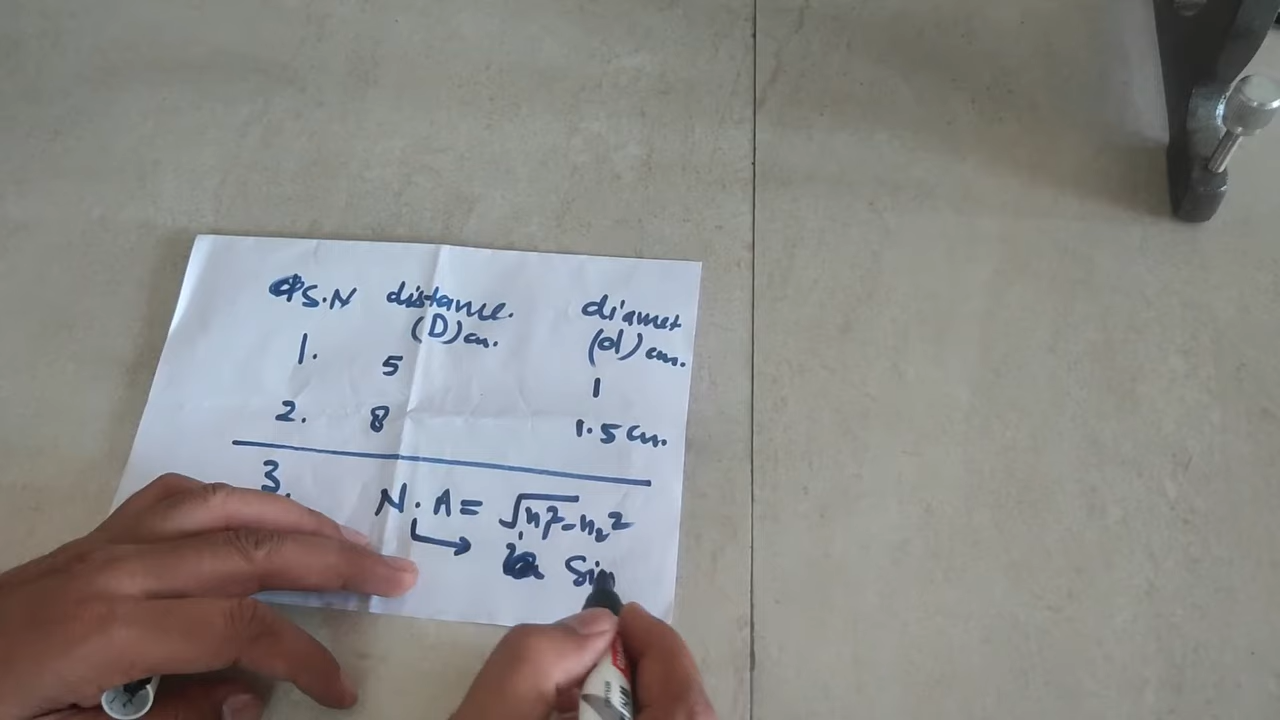 S.N distance. diamet
(D) cm. (d) cm.
1. 5 1
2. 8 1.5 cm.
3.
N.A = √n₁²-n₂²
Sin